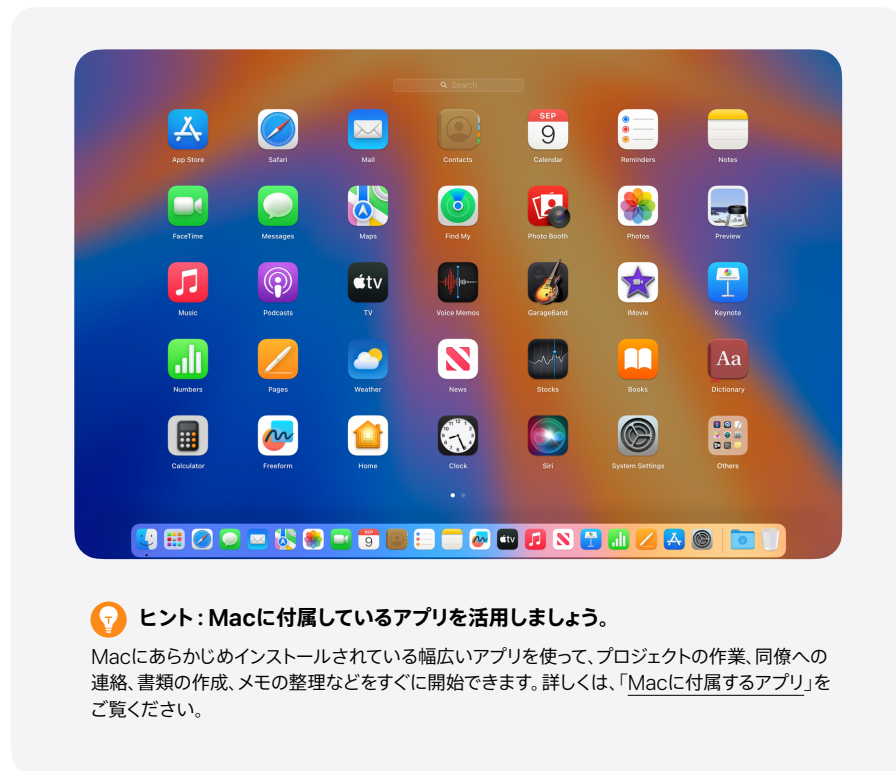 Search
App Store
Safari
Mail
Contacts
SEP
9
Calendar
Reminders
Notes
FaceTime
Messages
Maps
Find My
Photo Booth
Photos
Preview
Music
Podcasts
tv
TV
Voice Memos
GarageBand
iMovie
Keynote
Numbers
Pages
Weather
News
Stocks
Books
Aa
Dictionary
Calculator
Freeform
Home
Clock
Siri
System Settings
Others
SEP
9
tv
ヒント：Macに付属しているアプリを活用しましょう。
Macにあらかじめインストールされている幅広いアプリを使って、プロジェクトの作業、同僚への
連絡、書類の作成、メモの整理などをすぐに開始できます。詳しくは、「Macに付属するアプリ」を
ご覧ください。